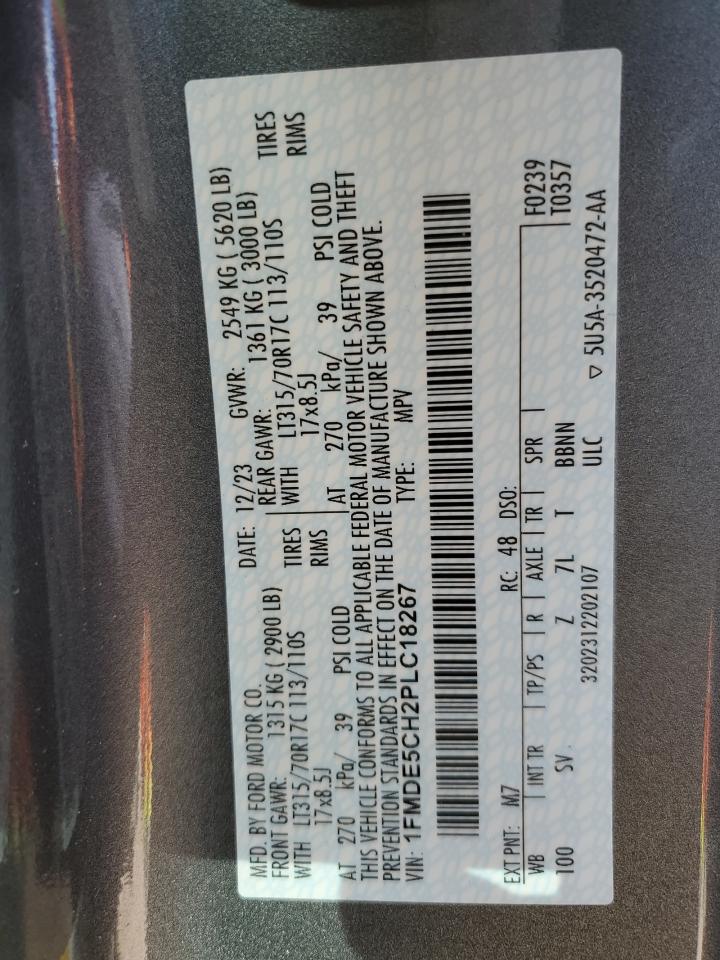 MFD. BY FORD MOTOR CO.
DATE: 12/23 GVWR: 2549 KG ( 5620 LB)
FRONT GAWR: 1315 KG ( 2900 LB) REAR GAWR: 1361 KG ( 3000 LB)
WITH LT315/70R17C 113/110S TIRES WITH LT315/70R17C 113/110S TIRES
17x8.5J RIMS 17x8.5J RIMS
AT 270 kPa/ 39 PSI COLD AT 270 kPa/ 39 PSI COLD
THIS VEHICLE CONFORMS TO ALL APPLICABLE FEDERAL MOTOR VEHICLE SAFETY AND THEFT
PREVENTION STANDARDS IN EFFECT ON THE DATE OF MANUFACTURE SHOWN ABOVE.
VIN: 1FMDE5CH2PLC18267 TYPE: MPV
EXT PNT: M7 RC: 48 DSO:
WB INT TR TP/PS R AXLE TR SPR F0239
100 SV Z 7L T BBNN T0357
3202312202107 ULC ▽ 5U5A-3520472-AA